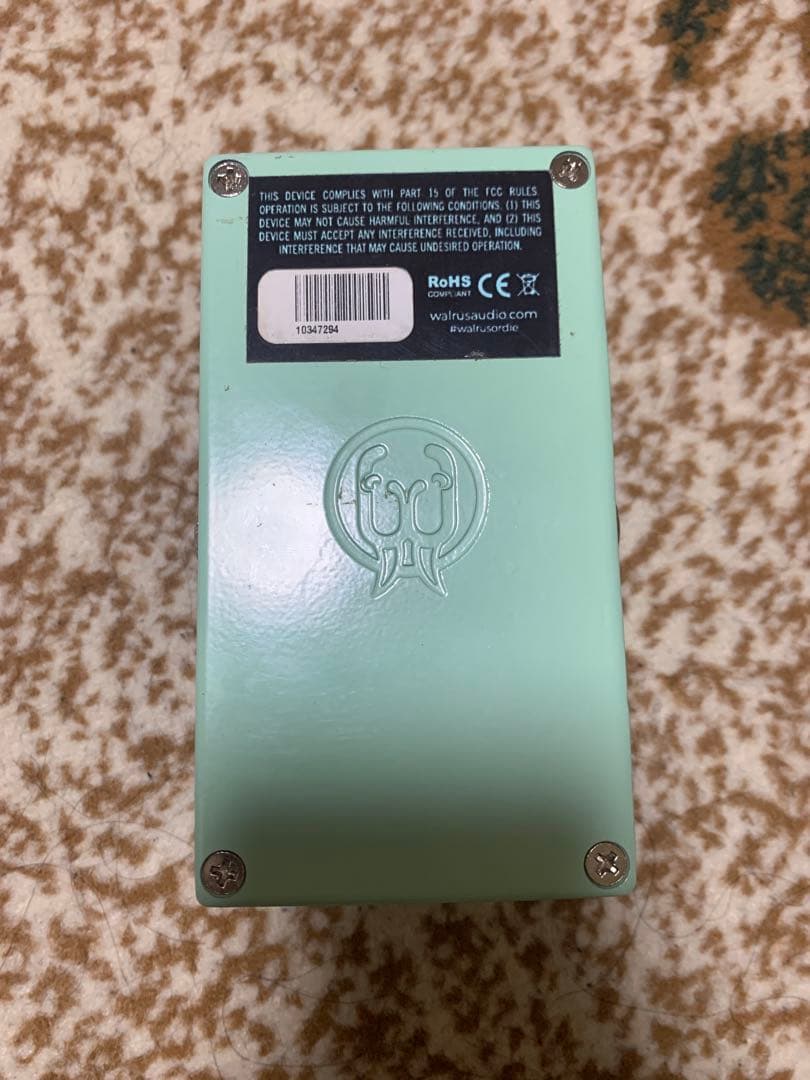 THIS DEVICE COMPLIES WITH PART 15 OF THE FCC RULES
OPERATION IS SUBJECT TO THE FOLLOWING CONDITIONS. (1) THIS
DEVICE MAY NOT CAUSE HARMFUL INTERFERENCE, AND (2) THIS
DEVICE MUST ACCEPT ANY INTERFERENCE RECEIVED, INCLUDING
INTERFERENCE THAT MAY CAUSE UNDESIRED OPERATION.
10347294
RoHS
COMPLIANT
CE
walrusaudio.com
#walrusordie